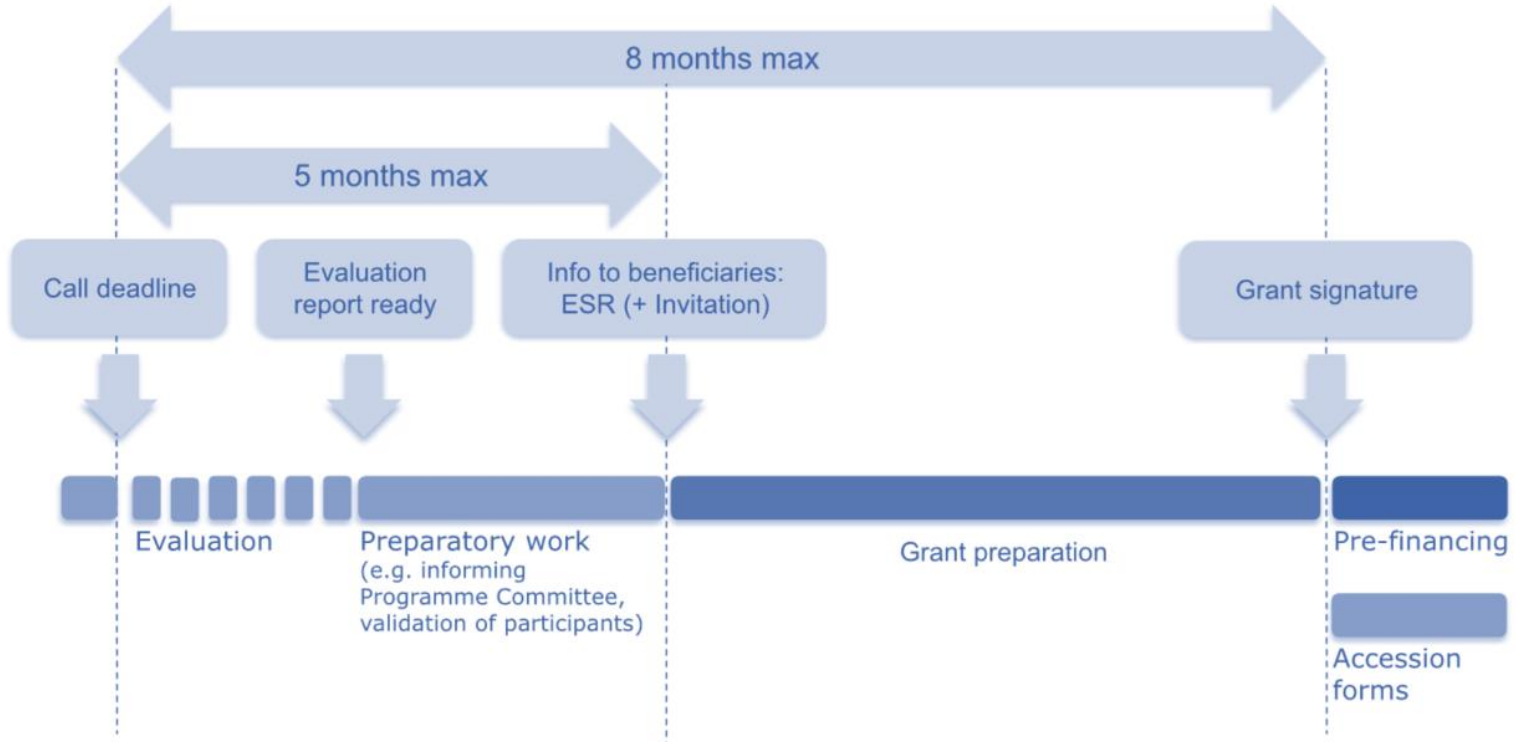 8 months max
5 months max
Call deadline
Evaluation
report ready
Info to beneficiaries:
ESR (+ Invitation)
Grant signature
Evaluation
Preparatory work
(e.g. informing
Programme Committee,
validation of participants)
Grant preparation
Pre-financing
Accession
forms